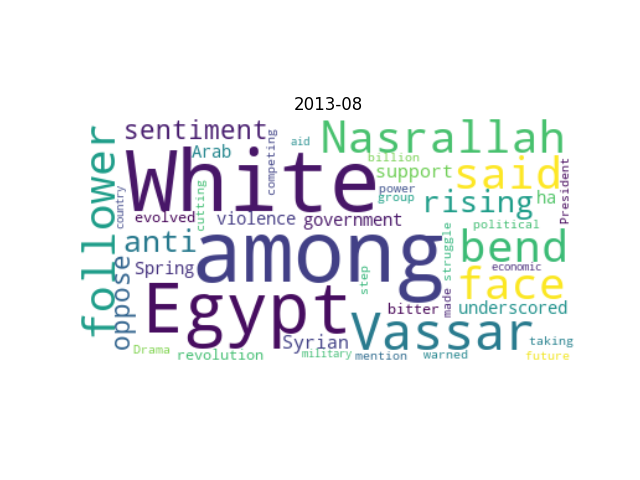 2013-08
sentiment
Nasrallah
follower
White
Arab
competing
aid
billion
support
said
President
country
cutting
power
group
rising
ha
evolved
violence
government
political
anti
among
struggle
bend
oppose
Spring
step
economic
face
Egypt
made
bitter
underscored
Syrian
Vassar
Drama
revolution
military
mention
warned
taking
future